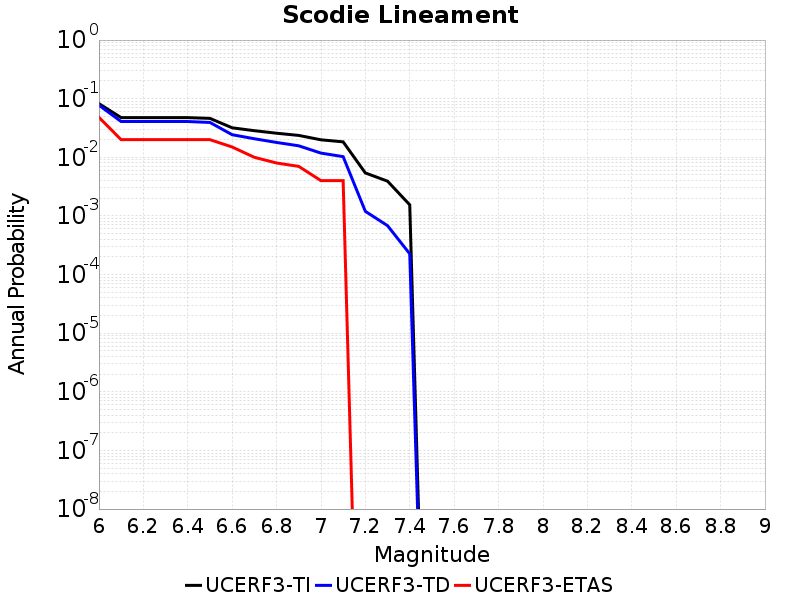 Scodie Lineament
10^0
10^-1
10^-2
10^-3
10^-4
10^-5
10^-6
10^-7
10^-8
Annual Probability
6 6.2 6.4 6.6 6.8 7 7.2 7.4 7.6 7.8 8 8.2 8.4 8.6 8.8 9
Magnitude
UCERF3-TI UCERF3-TD UCERF3-ETAS